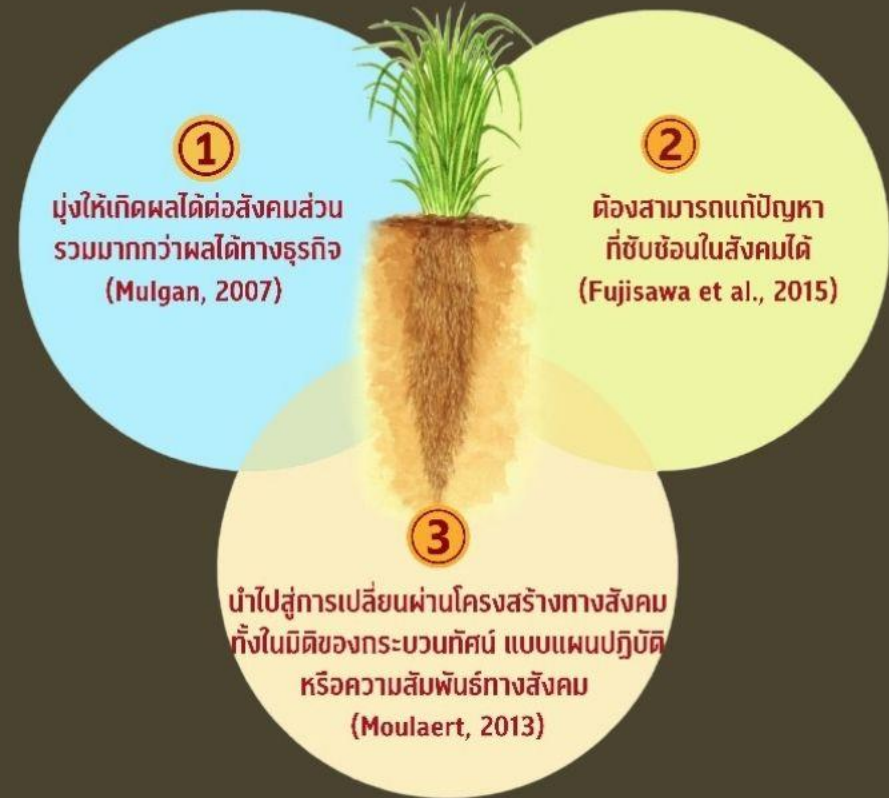 1
มุ่งให้เกิดผลได้ต่อสังคมส่วน
รวมมากกว่าผลได้ทางธุรกิจ
(Mulgan, 2007)
2
ต้องสามารถแก้ปัญหา
ที่ซับซ้อนในสังคมได้
(Fujisawa et al., 2015)
3
นำไปสู่การเปลี่ยนผ่านโครงสร้างทางสังคม
ทั้งในมิติของกระบวนทัศน์ แบบแผนปฏิบัติ
หรือความสัมพันธ์ทางสังคม
(Moulaert, 2013)